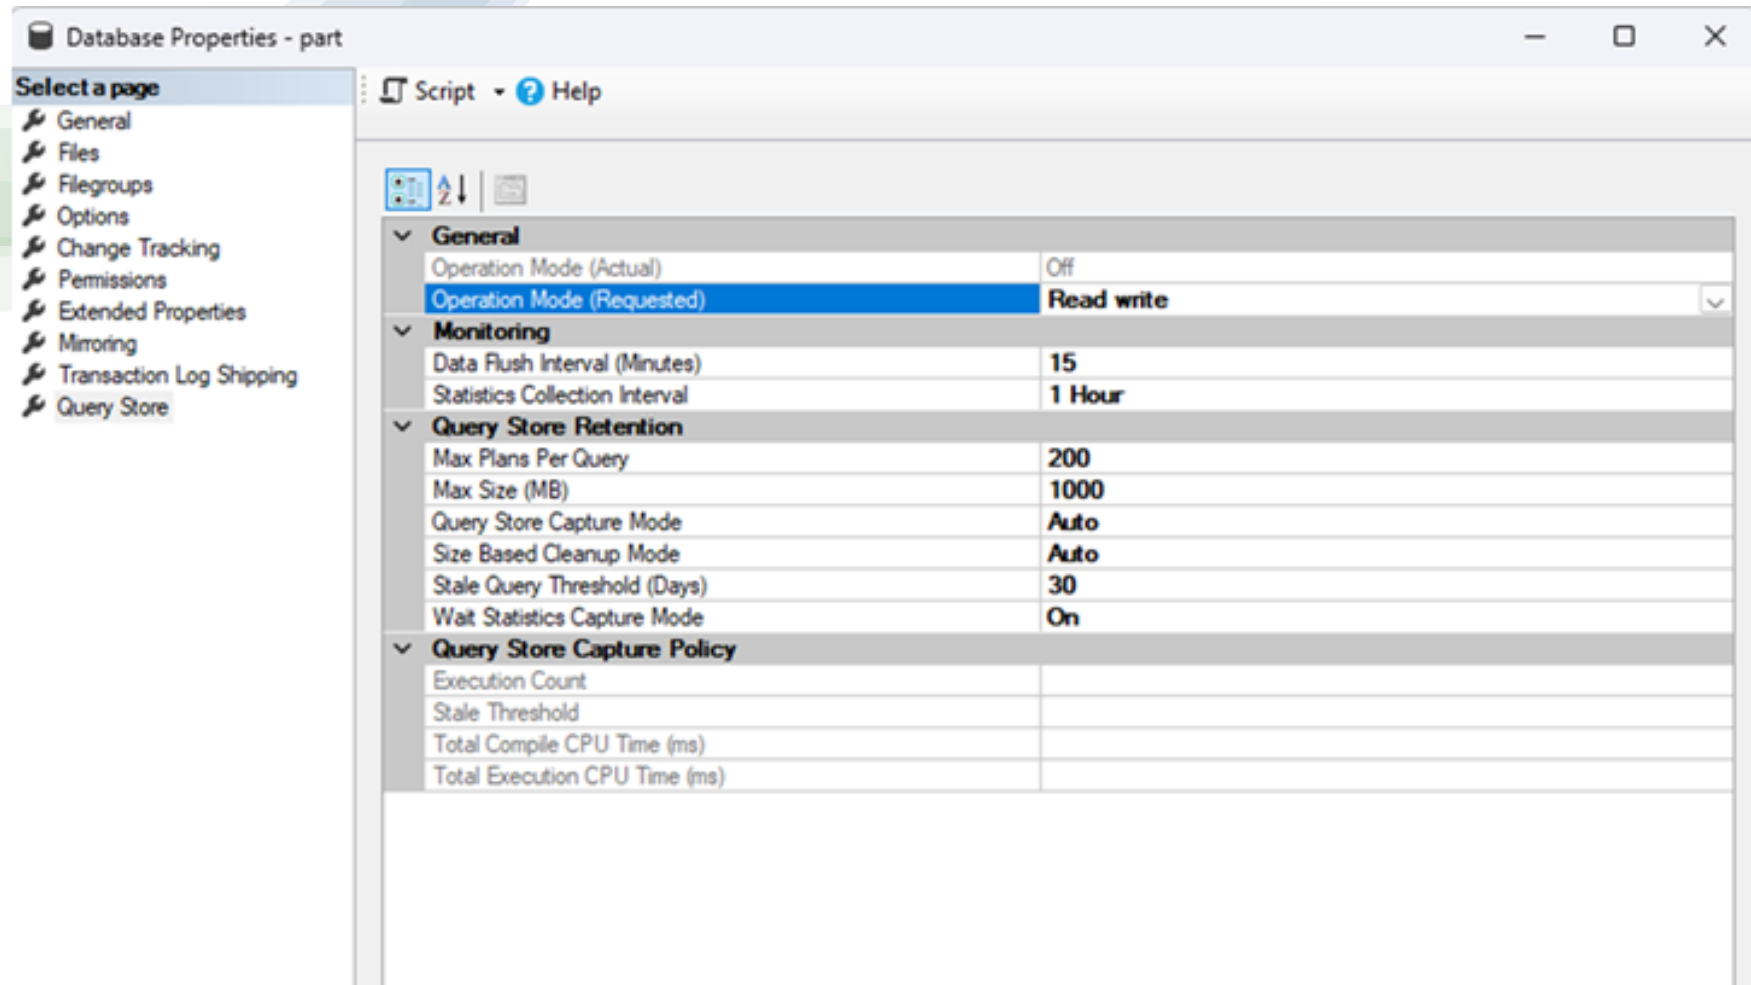 Database Properties - part
Select a page
General
Files
Filegroups
Options
Change Tracking
Permissions
Extended Properties
Mirroring
Transaction Log Shipping
Query Store
Script Help
General
Operation Mode (Actual) Off
Operation Mode (Requested) Read write
Monitoring
Data Flush Interval (Minutes) 15
Statistics Collection Interval 1 Hour
Query Store Retention
Max Plans Per Query 200
Max Size (MB) 1000
Query Store Capture Mode Auto
Size Based Cleanup Mode Auto
Stale Query Threshold (Days) 30
Wait Statistics Capture Mode On
Query Store Capture Policy
Execution Count
Stale Threshold
Total Compile CPU Time (ms)
Total Execution CPU Time (ms)